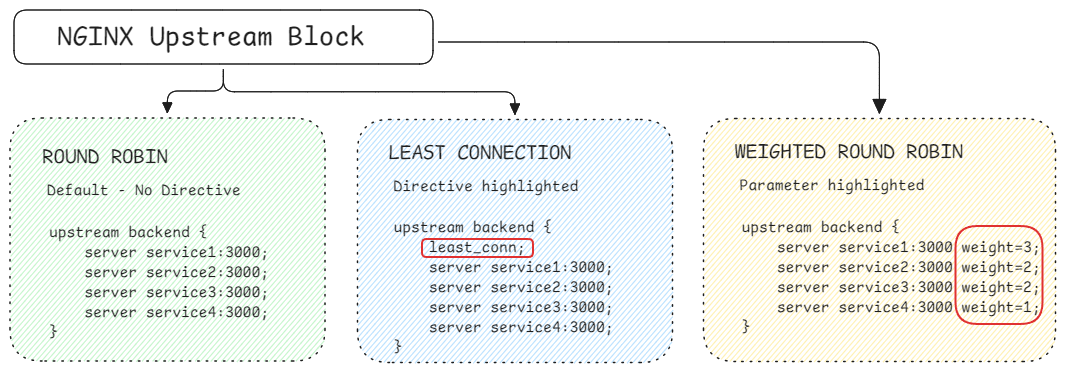 NGINX Upstream Block
ROUND ROBIN
Default - No Directive
upstream backend {
    server service1:3000;
    server service2:3000;
    server service3:3000;
    server service4:3000;
}
LEAST CONNECTION
Directive highlighted
upstream backend {
    least_conn;
    server service1:3000;
    server service2:3000;
    server service3:3000;
    server service4:3000;
}
WEIGHTED ROUND ROBIN
Parameter highlighted
upstream backend {
    server service1:3000 weight=3;
    server service2:3000 weight=2;
    server service3:3000 weight=2;
    server service4:3000 weight=1;
}